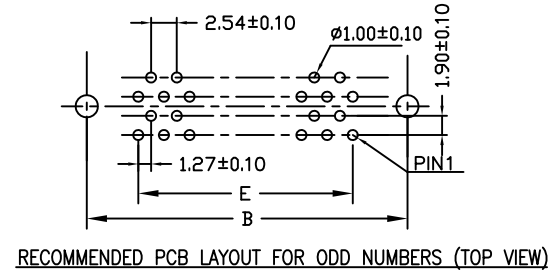 2.54±0.10
ø1.00±0.10
1.90±0.10
1.27±0.10
PIN1
E
B
RECOMMENDED PCB LAYOUT FOR ODD NUMBERS (TOP VIEW)